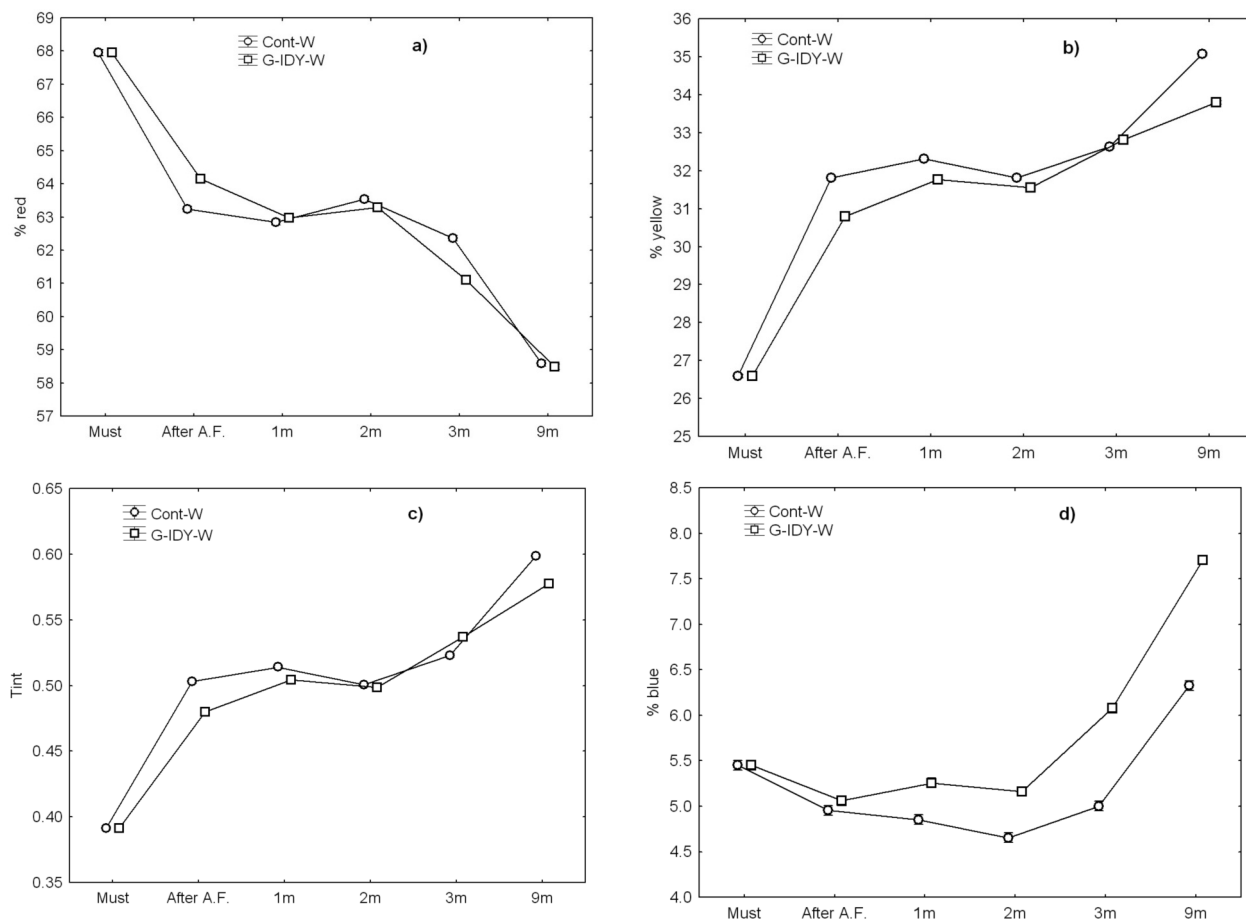 a)
Cont-W
G-IDY-W
% red
69
68
67
66
65
64
63
62
61
60
59
58
57
Must After A.F. 1m 2m 3m 9m
b)
Cont-W
G-IDY-W
% yellow
36
35
34
33
32
31
30
29
28
27
26
25
Must After A.F. 1m 2m 3m 9m
c)
Cont-W
G-IDY-W
Tint
0.65
0.60
0.55
0.50
0.45
0.40
0.35
Must After A.F. 1m 2m 3m 9m
d)
Cont-W
G-IDY-W
% blue
8.5
8.0
7.5
7.0
6.5
6.0
5.5
5.0
4.5
4.0
Must After A.F. 1m 2m 3m 9m